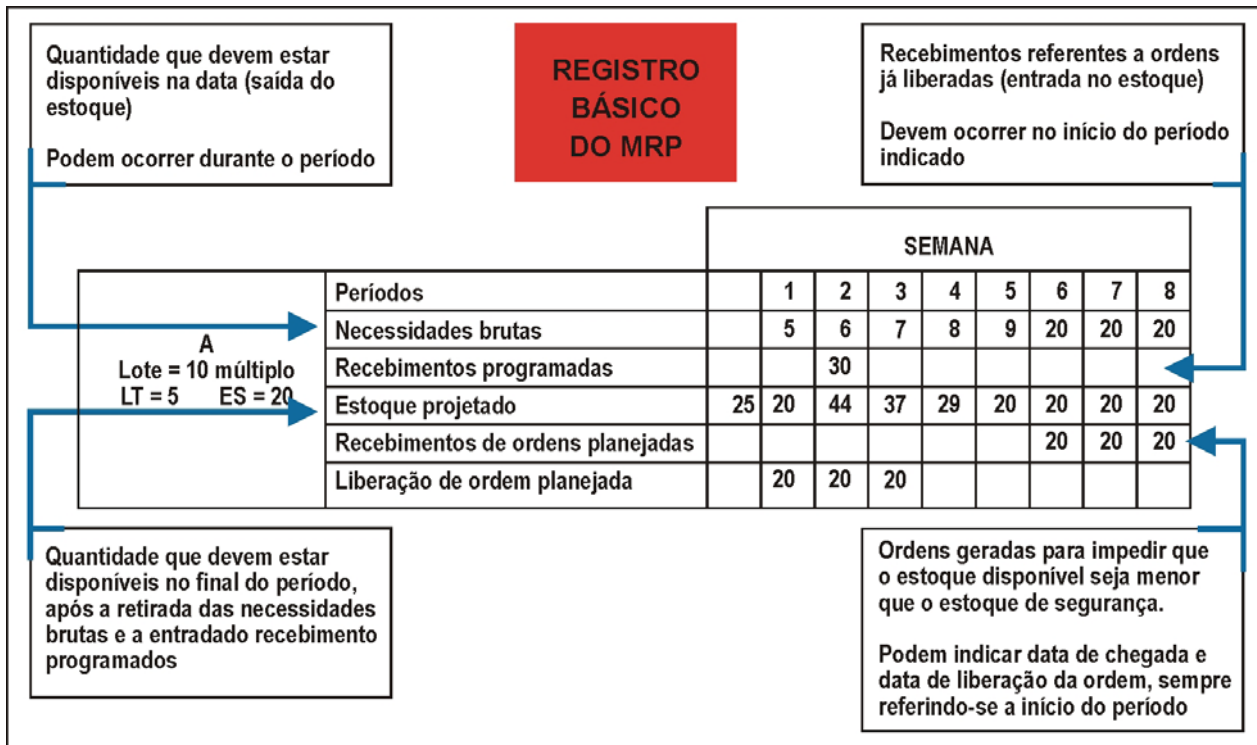 Quantidade que devem estar
disponíveis na data (saída do
estoque)
Podem ocorrer durante o período
REGISTRO
BÁSICO
DO MRP
Recebimentos referentes a ordens
já liberadas (entrada no estoque)
Devem ocorrer no início do período
indicado
SEMANA
Períodos 1 2 3 4 5 6 7 8
Necessidades brutas 5 6 7 8 9 20 20 20
A
Lote = 10 múltiplo
LT = 5 ES = 20
Recebimentos programadas 30
Estoque projetado 25 20 44 37 29 20 20 20 20
Recebimentos de ordens planejadas 20 20 20
Liberação de ordem planejada 20 20 20
Quantidade que devem estar
disponíveis no final do período,
após a retirada das necessidades
brutas e a entradado recebimento
programados
Ordens geradas para impedir que
o estoque disponível seja menor
que o estoque de segurança.
Podem indicar data de chegada e
data de liberação da ordem, sempre
referindo-se a início do período